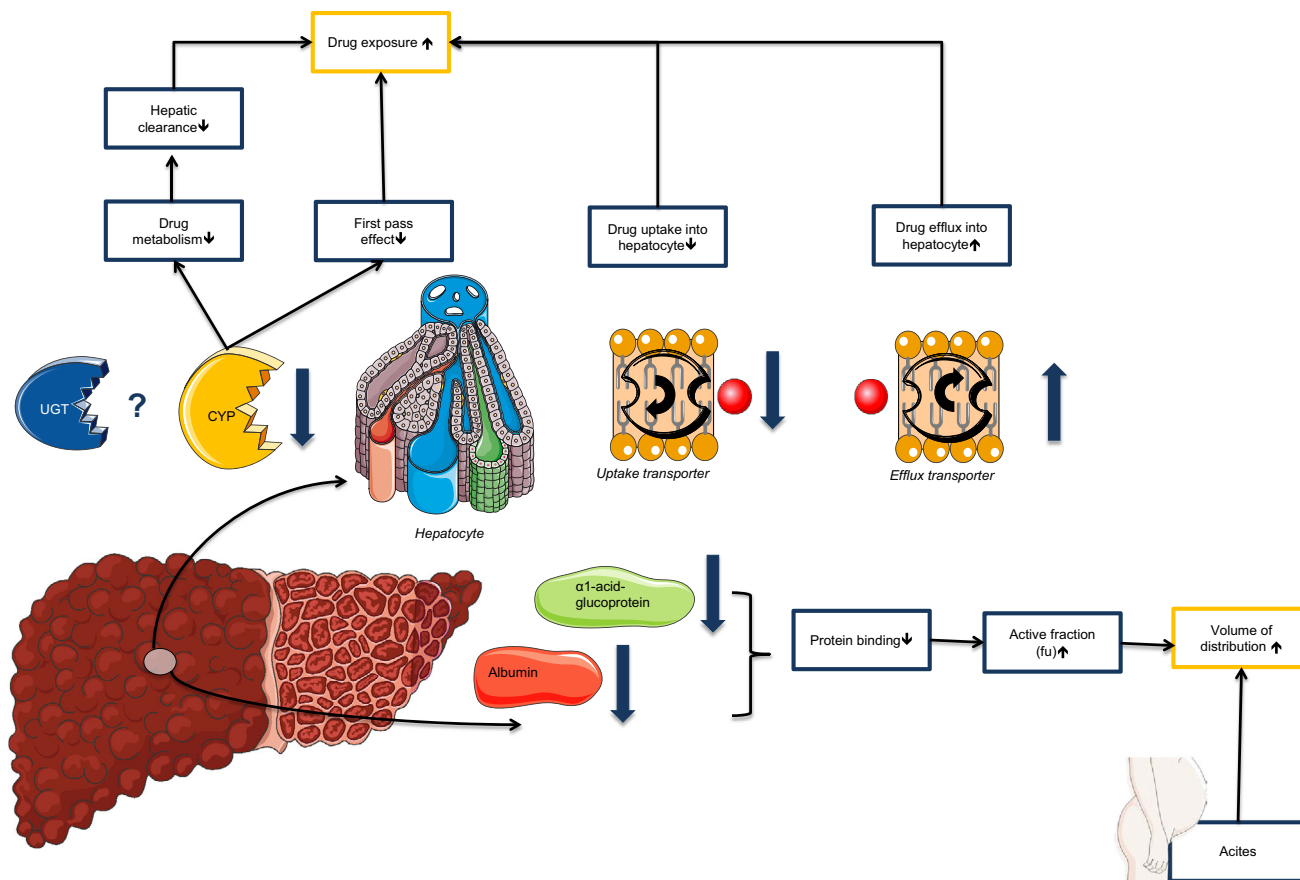 Drug exposure ↑
Hepatic
clearance↓
Drug
metabolism↓
First pass
effect↓
Drug uptake into
hepatocyte↓
Drug efflux into
hepatocyte↑
UGT
?
CYP
Uptake transporter
Efflux transporter
Hepatocyte
α1-acid-
glucoprotein
Albumin
Protein binding↓
Active fraction
(fu)↑
Volume of
distribution ↑
Acites